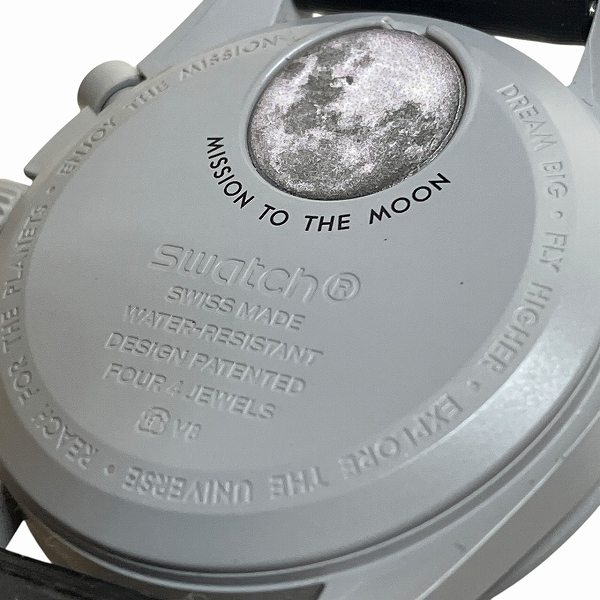 MISSION TO THE MOON
swatch®
SWISS MADE
WATER-RESISTANT
DESIGN PATENTED
FOUR 4 JEWELS
V8
DREAM BIG • FLY HIGHER • EXPLORE THE UNIVERSE • REACH FOR THE PLANETS • ENJOY THE MISSION